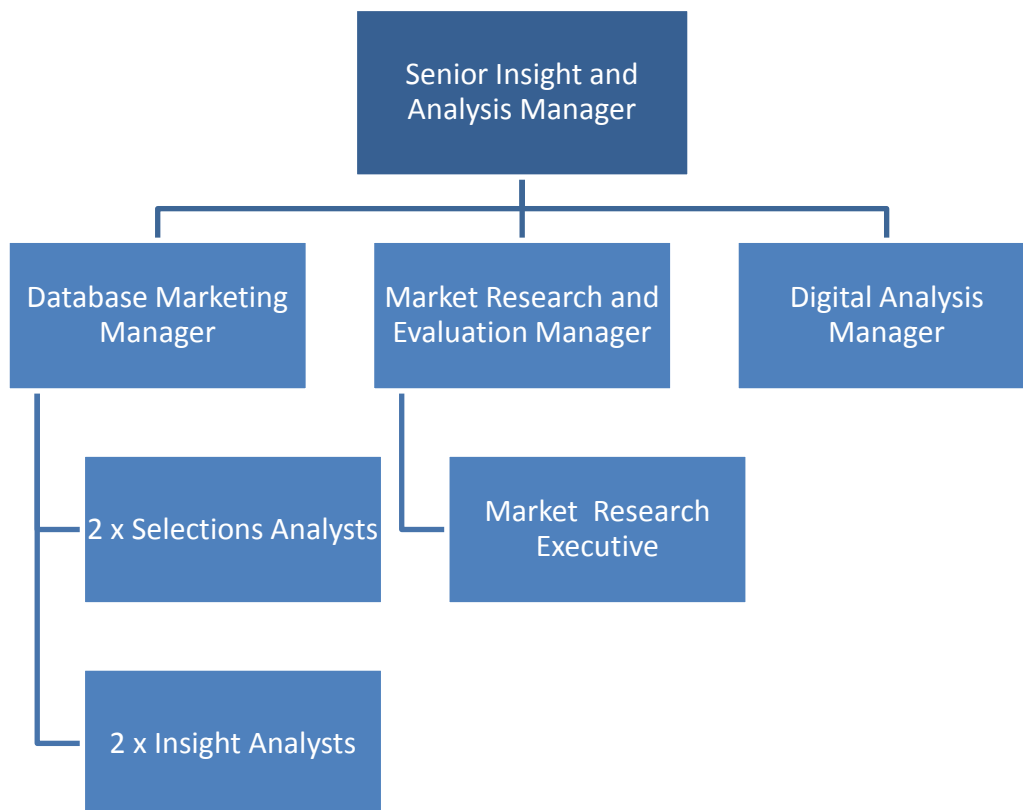 Senior Insight and
Analysis Manager
Database Marketing
Manager
Market Research and
Evaluation Manager
Digital Analysis
Manager
2 x Selections Analysts
Market  Research
Executive
2 x Insight Analysts